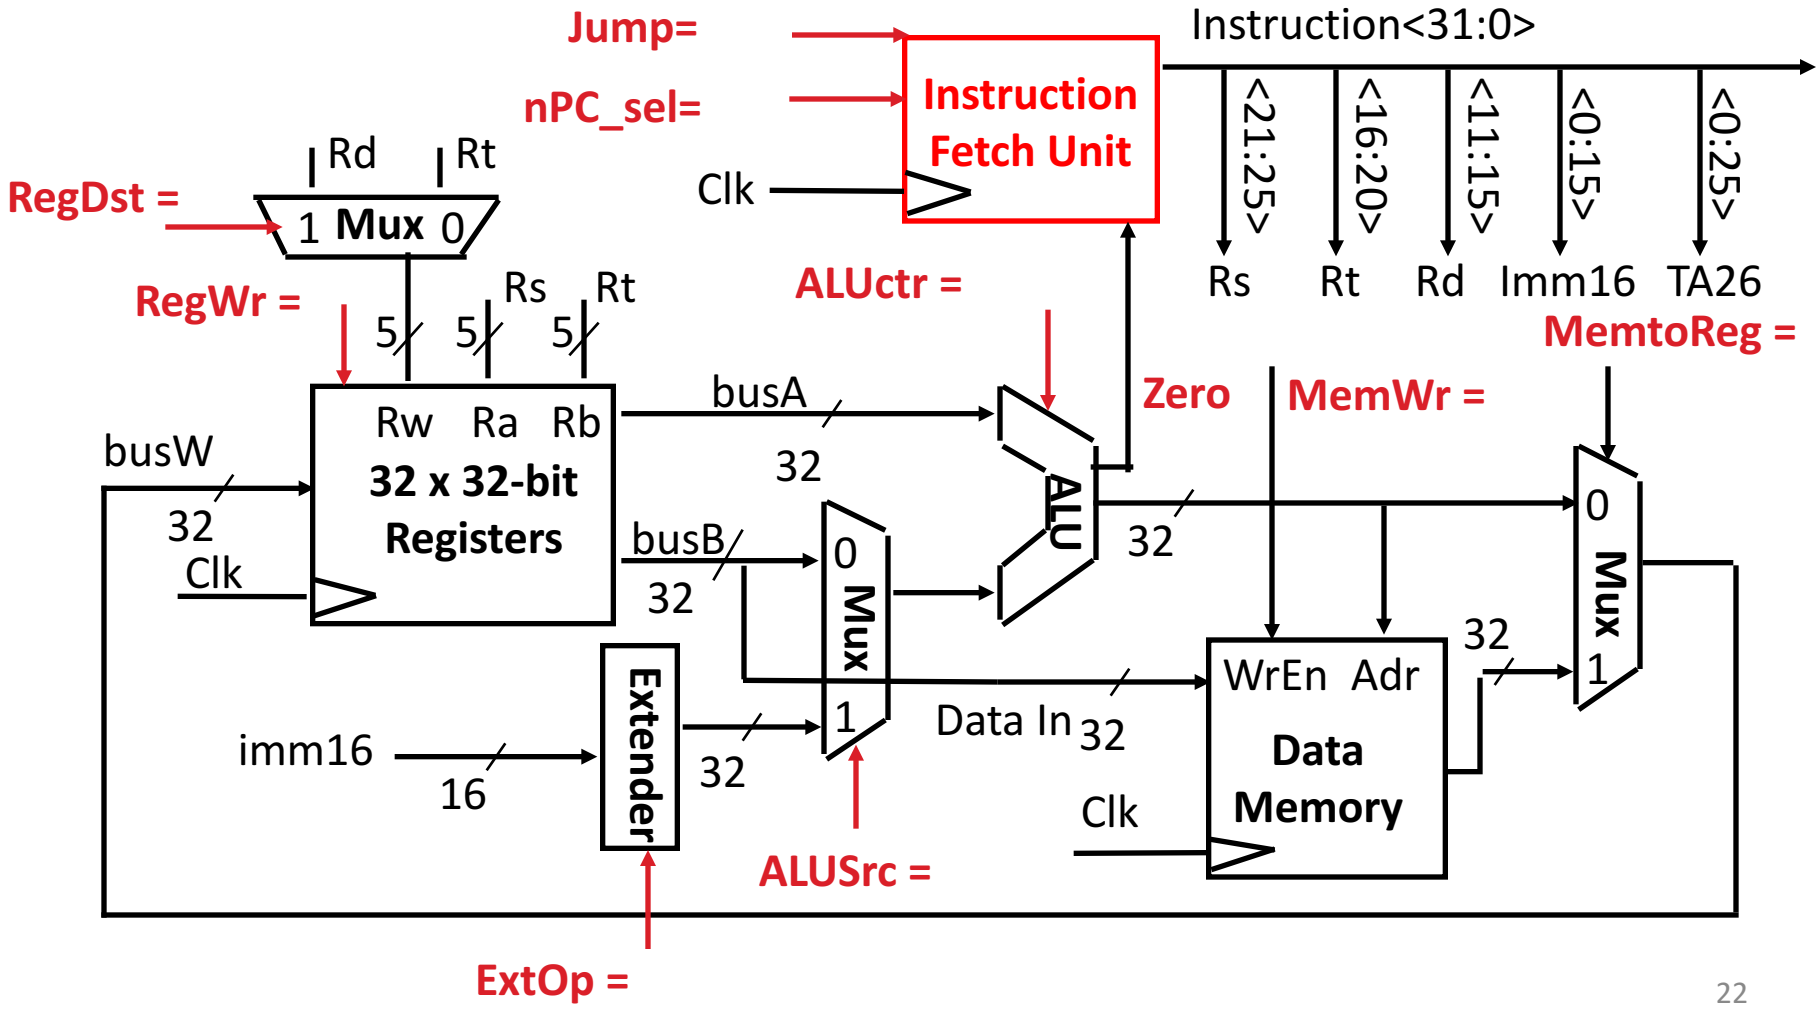 Jump=
Instruction<31:0>
nPC_sel=
Instruction
Fetch Unit
Clk
<21:25>
<16:20>
<11:15>
<0:15>
<0:25>
Rs
Rt
Rd
Imm16
TA26
Rd
Rt
RegDst =
1 Mux 0
RegWr =
Rs
Rt
5
5
5
ALUctr =
MemtoReg =
Zero
MemWr =
busA
32
Rw Ra Rb
32 x 32-bit
Registers
busW
32
Clk
busB
32
0
Mux
1
ALU
32
0
Mux
1
32
Extender
imm16
16
32
Data In
32
WrEn Adr
Data
Memory
Clk
ALUSrc =
ExtOp =
22